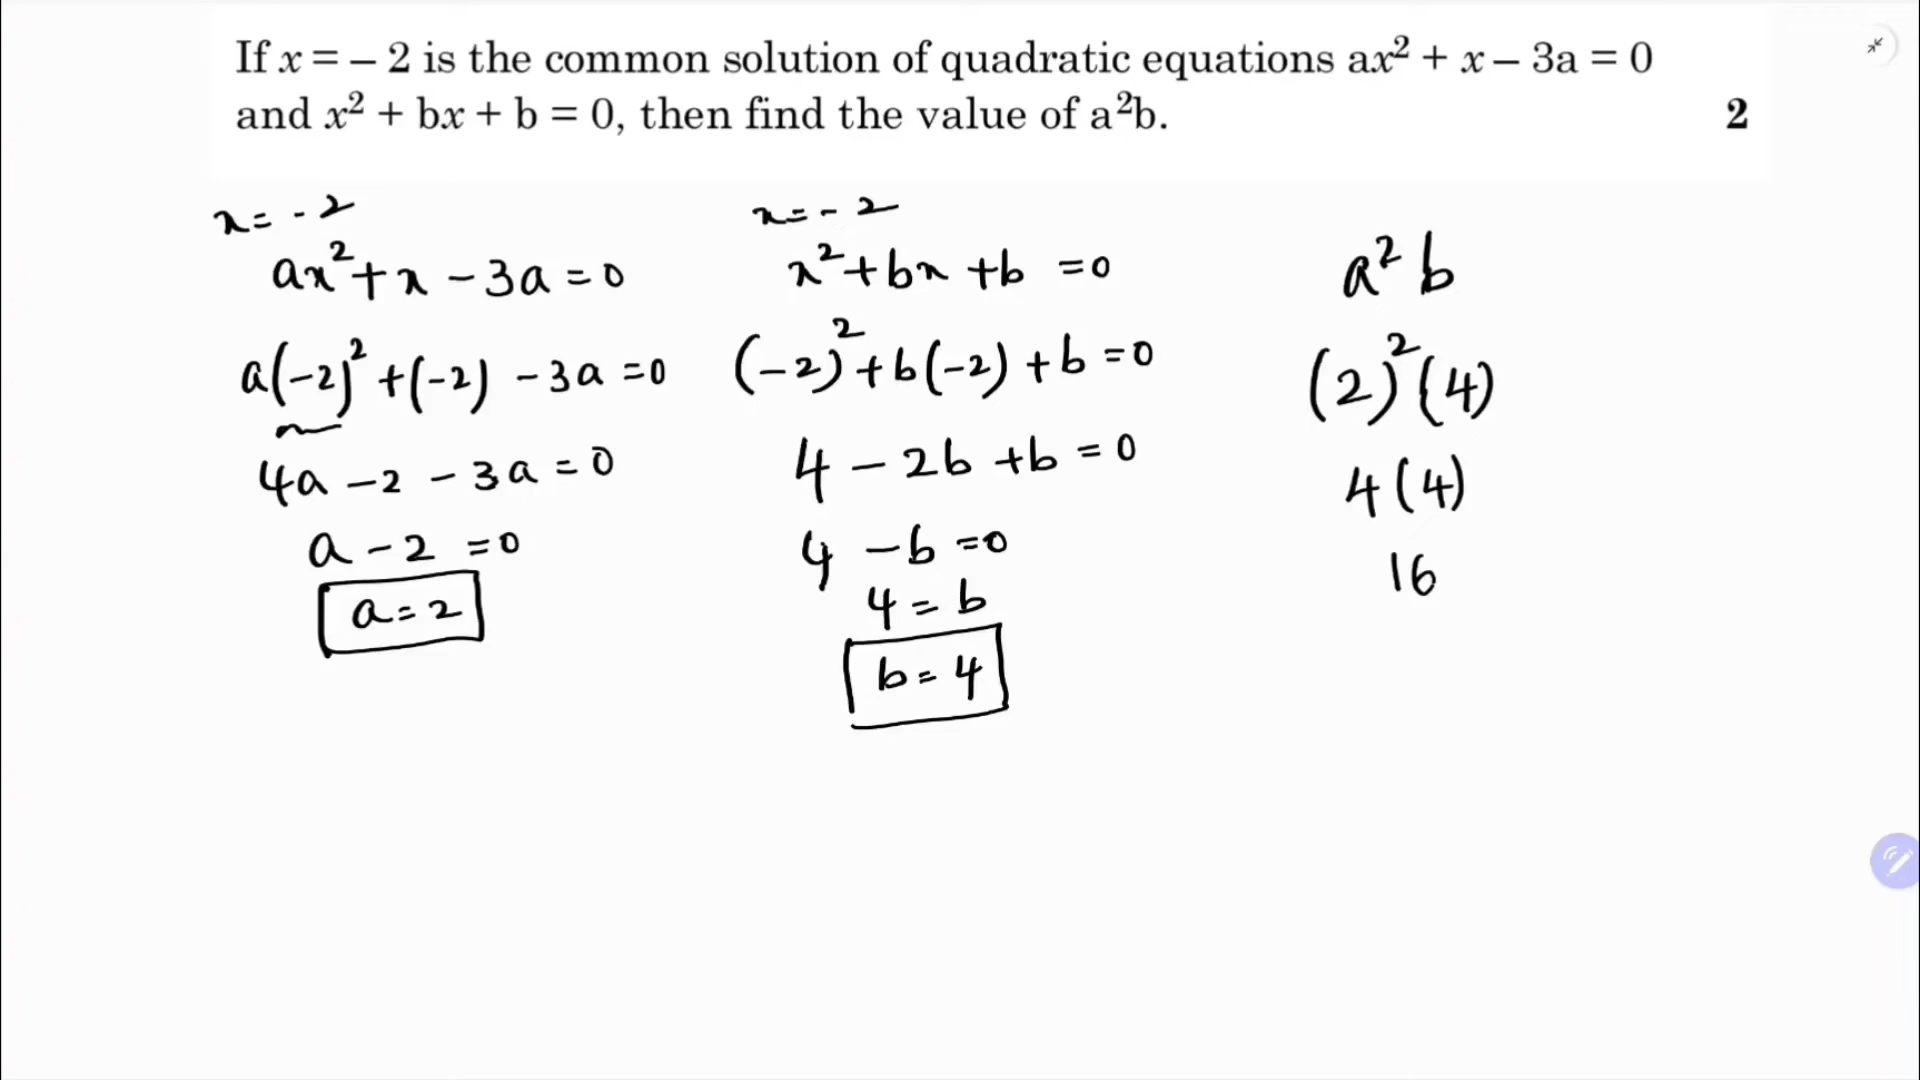 If x = – 2 is the common solution of quadratic equations ax² + x – 3a = 0
and x² + bx + b = 0, then find the value of a²b. 2
x = -2
ax² + x - 3a = 0
a(-2)² + (-2) - 3a = 0
4a - 2 - 3a = 0
a - 2 = 0
a = 2
x = -2
x² + bx + b = 0
(-2)² + b(-2) + b = 0
4 - 2b + b = 0
4 - b = 0
4 = b
b = 4
a² b
(2)² (4)
4 (4)
16